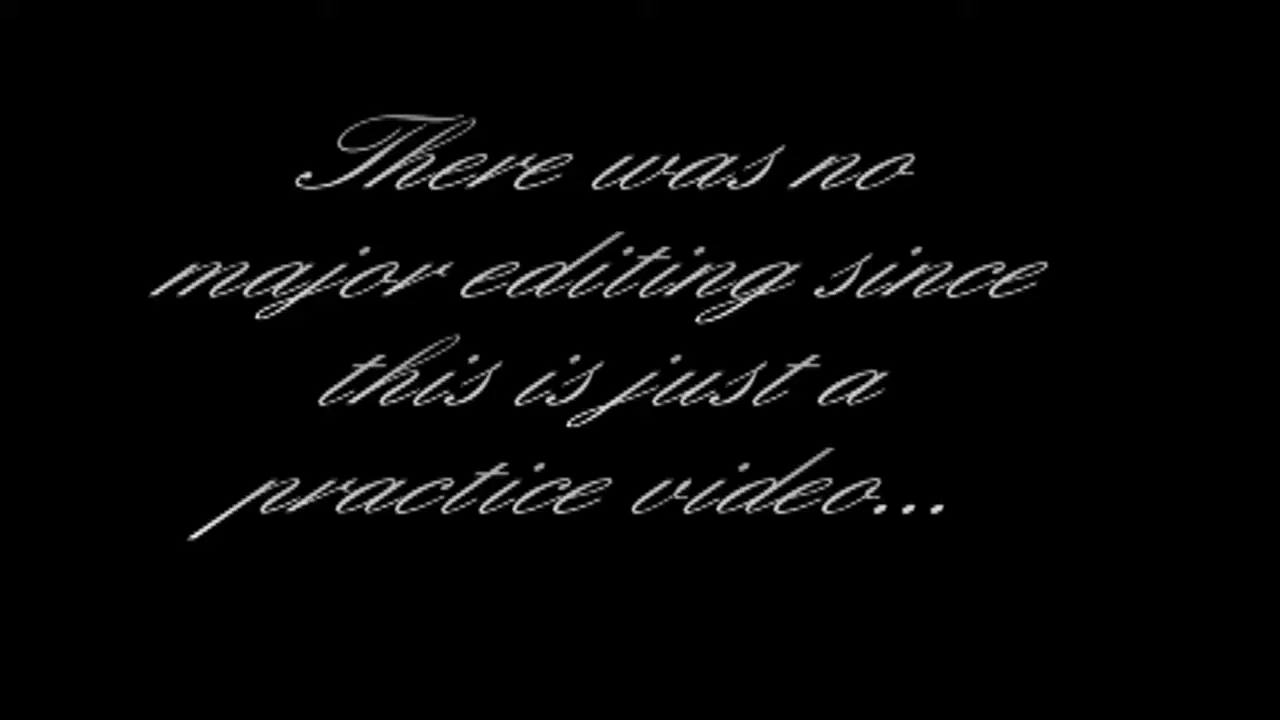 There was no
major editing since
this is just a
practice video...